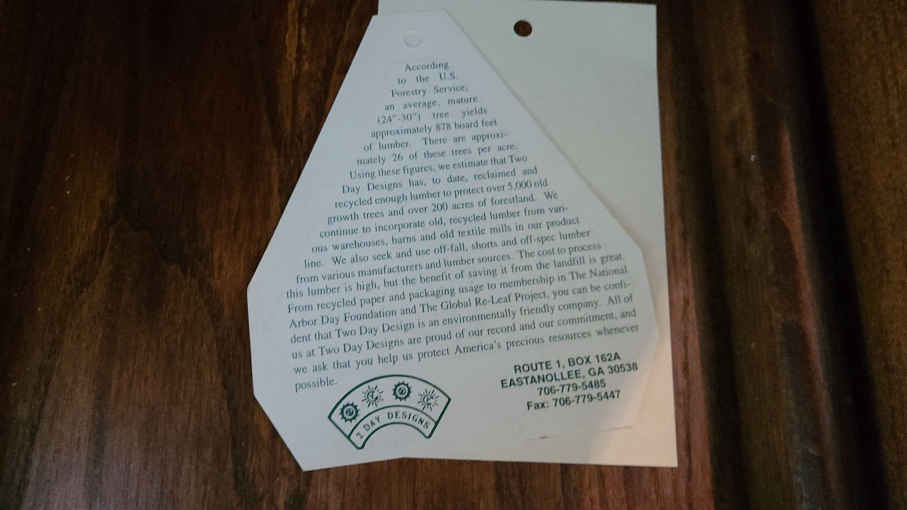 According
to the U.S.
Forestry Service,
an average, mature
(24"-30") tree yields
approximately 878 board feet
of lumber. There are approxi-
mately 26 of these trees per acre.
Using these figures, we estimate that Two
Day Designs has, to date, reclaimed and
recycled enough lumber to protect over 5,000 old
growth trees and over 200 acres of forestland. We
continue to incorporate old, recycled lumber from vari-
ous warehouses, barns and old textile mills in our product
line. We also seek and use off-fall, shorts and off-spec lumber
from various manufacturers and lumber sources. The cost to process
this lumber is high, but the benefit of saving it from the landfill is great.
From recycled paper and packaging usage to membership in The National
Arbor Day Foundation and The Global Re-Leaf Project, you can be confi-
dent that Two Day Design is an environmentally friendly company. All of
us at Two Day Designs are proud of our record and our commitment, and
we ask that you help us protect America's precious resources whenever
possible.
2 DAY DESIGNS
ROUTE 1, BOX 162A
EASTANOLLEE, GA 30538
706-779-5485
Fax: 706-779-5447